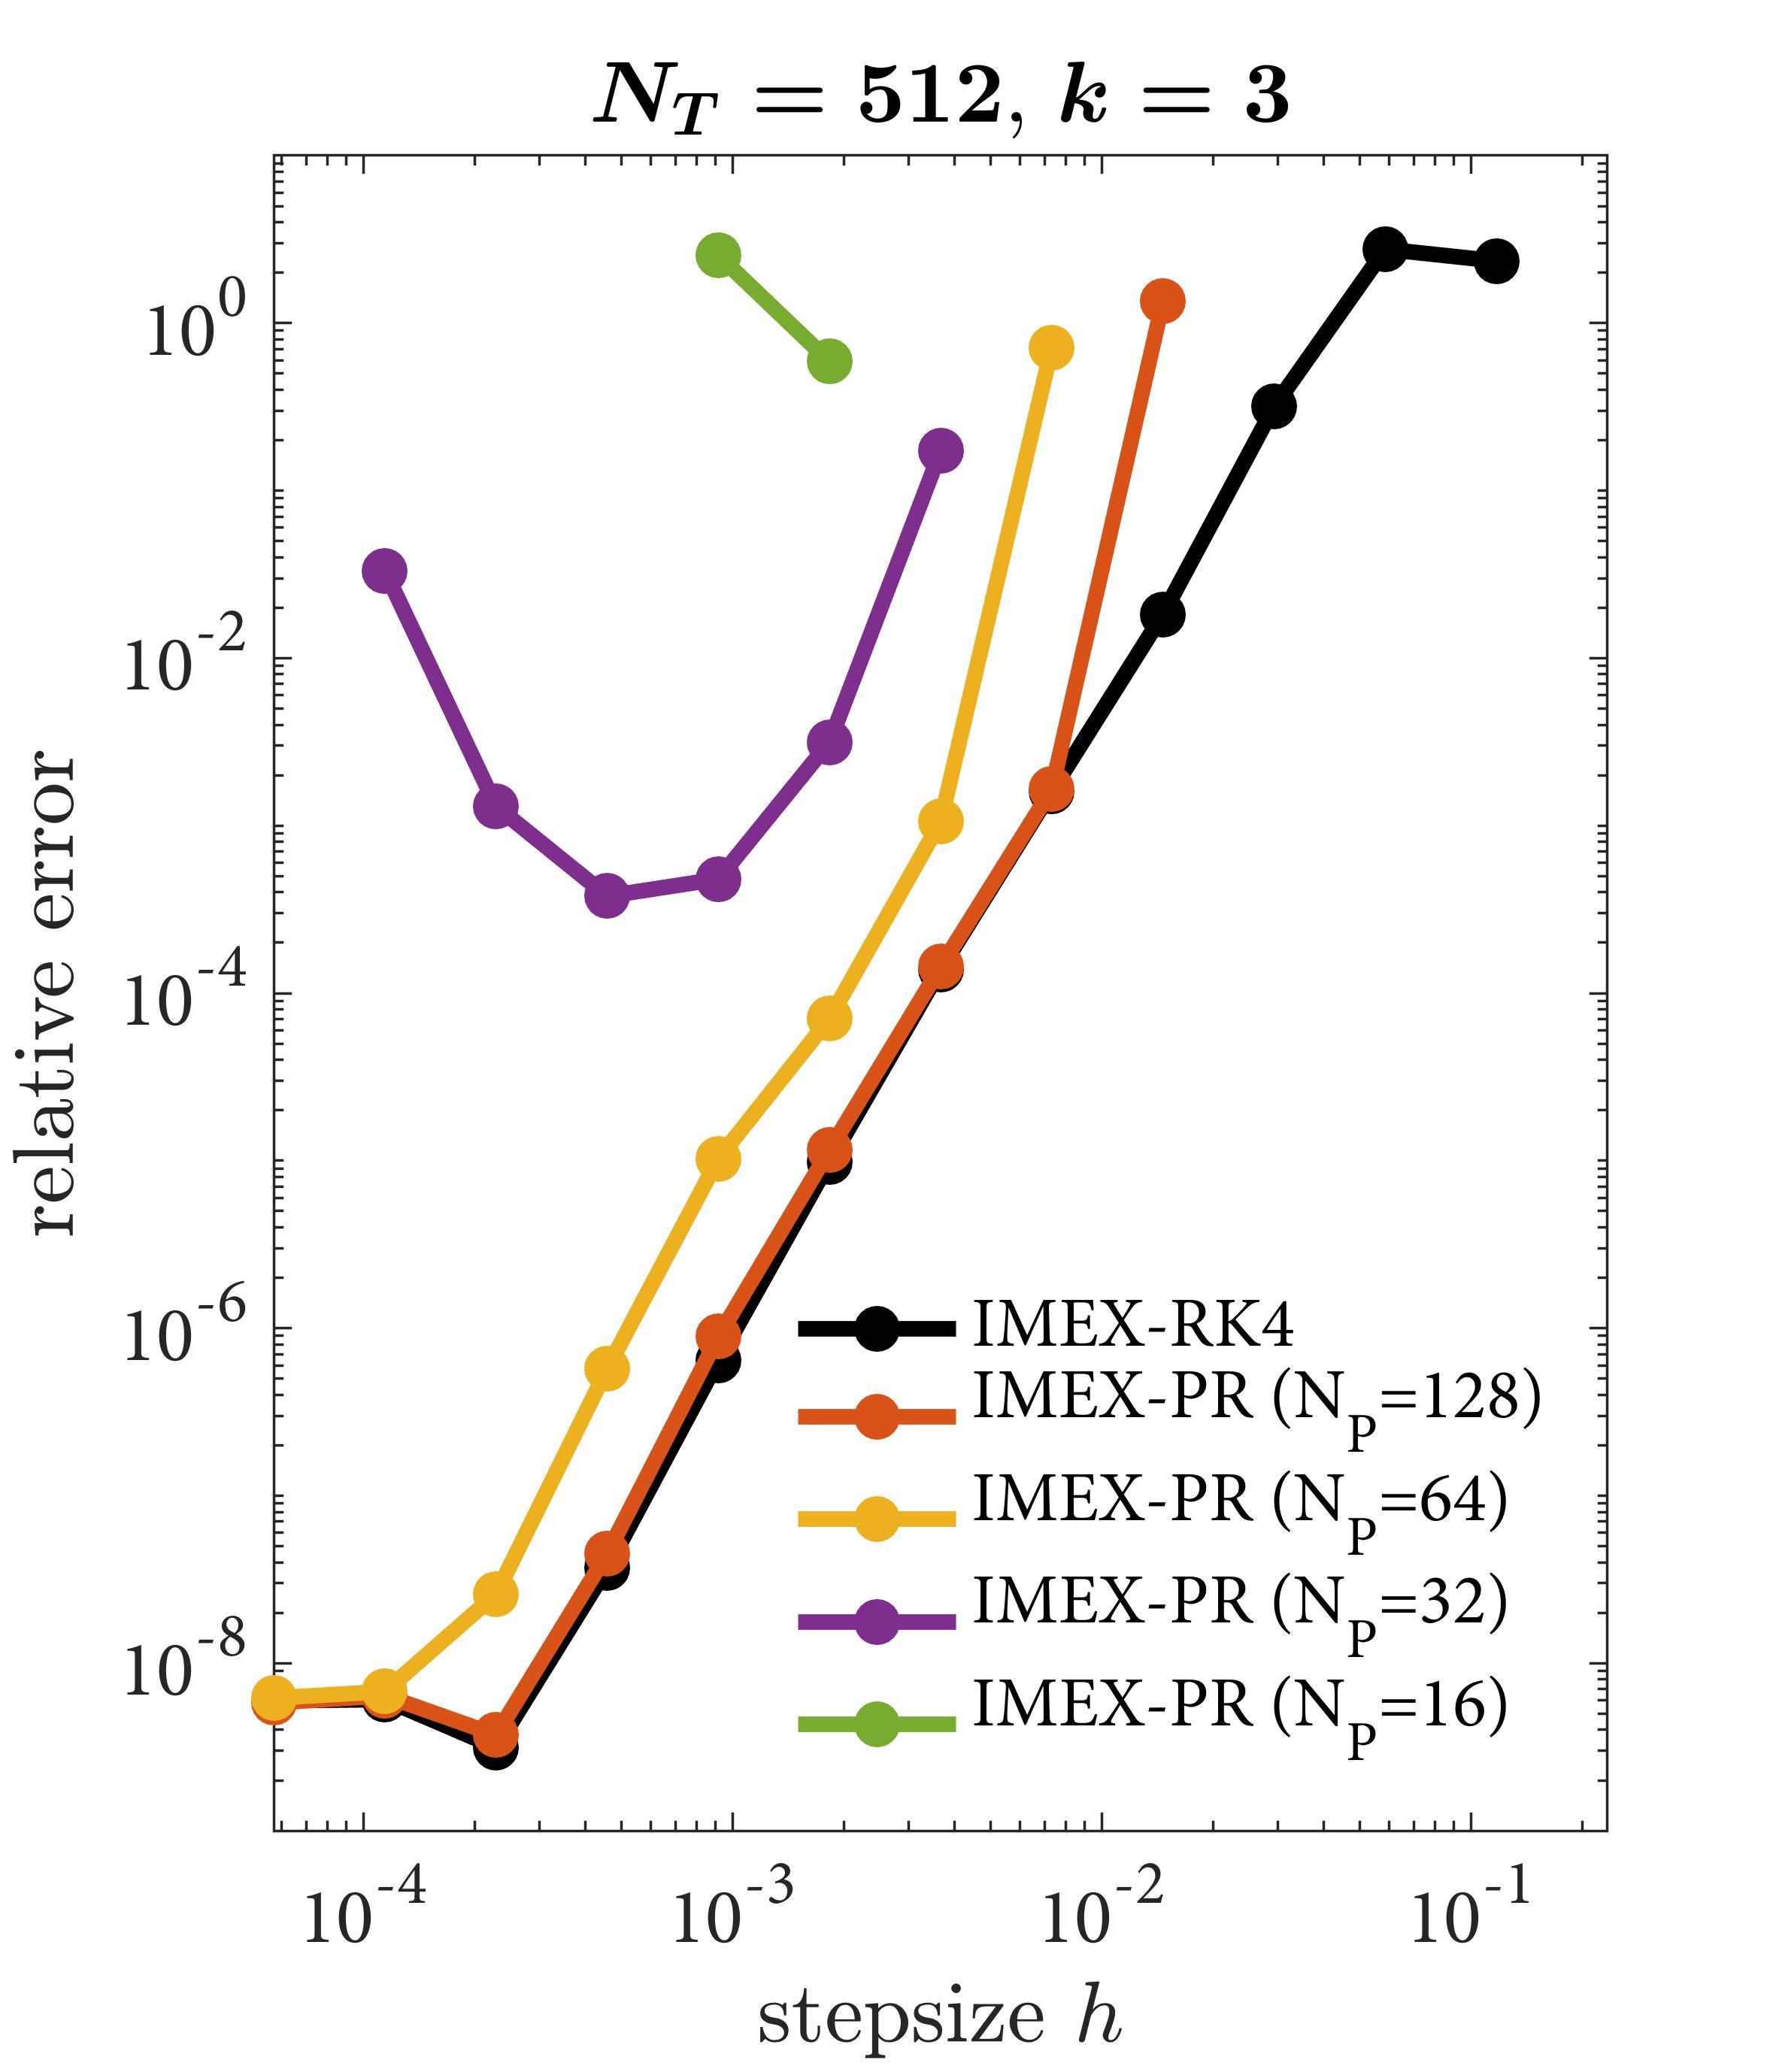 N_T = 512, k = 3
relative error
10^0
10^-2
10^-4
10^-6
10^-8
IMEX-RK4
IMEX-PR (N_P=128)
IMEX-PR (N_P=64)
IMEX-PR (N_P=32)
IMEX-PR (N_P=16)
10^-4 10^-3 10^-2 10^-1
stepsize h